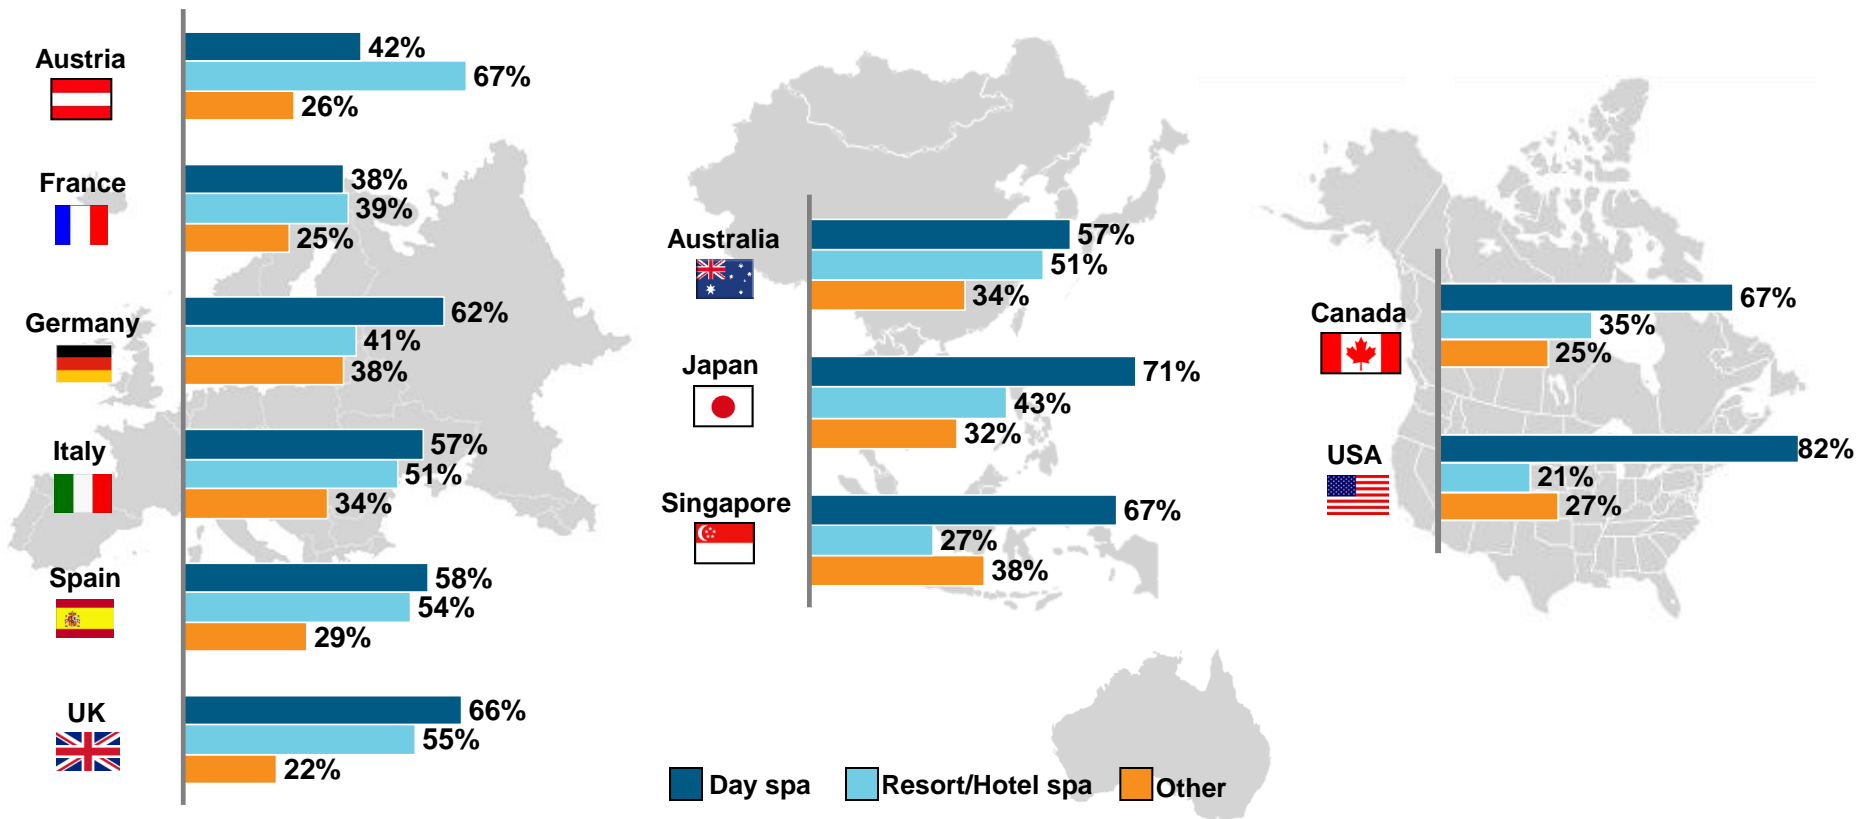 Austria
42%
67%
26%
France
38%
39%
25%
Germany
62%
41%
38%
Italy
57%
51%
34%
Spain
58%
54%
29%
UK
66%
55%
22%
Australia
57%
51%
34%
Japan
71%
43%
32%
Singapore
67%
27%
38%
Canada
67%
35%
25%
USA
82%
21%
27%
Day spa
Resort/Hotel spa
Other